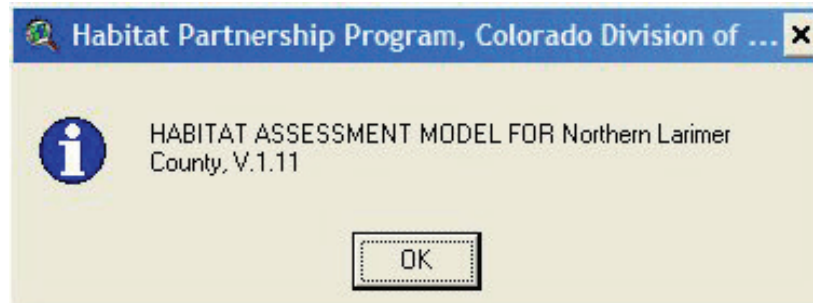 Habitat Partnership Program, Colorado Division of ...
HABITAT ASSESSMENT MODEL FOR Northern Larimer
County, V.1.11
OK